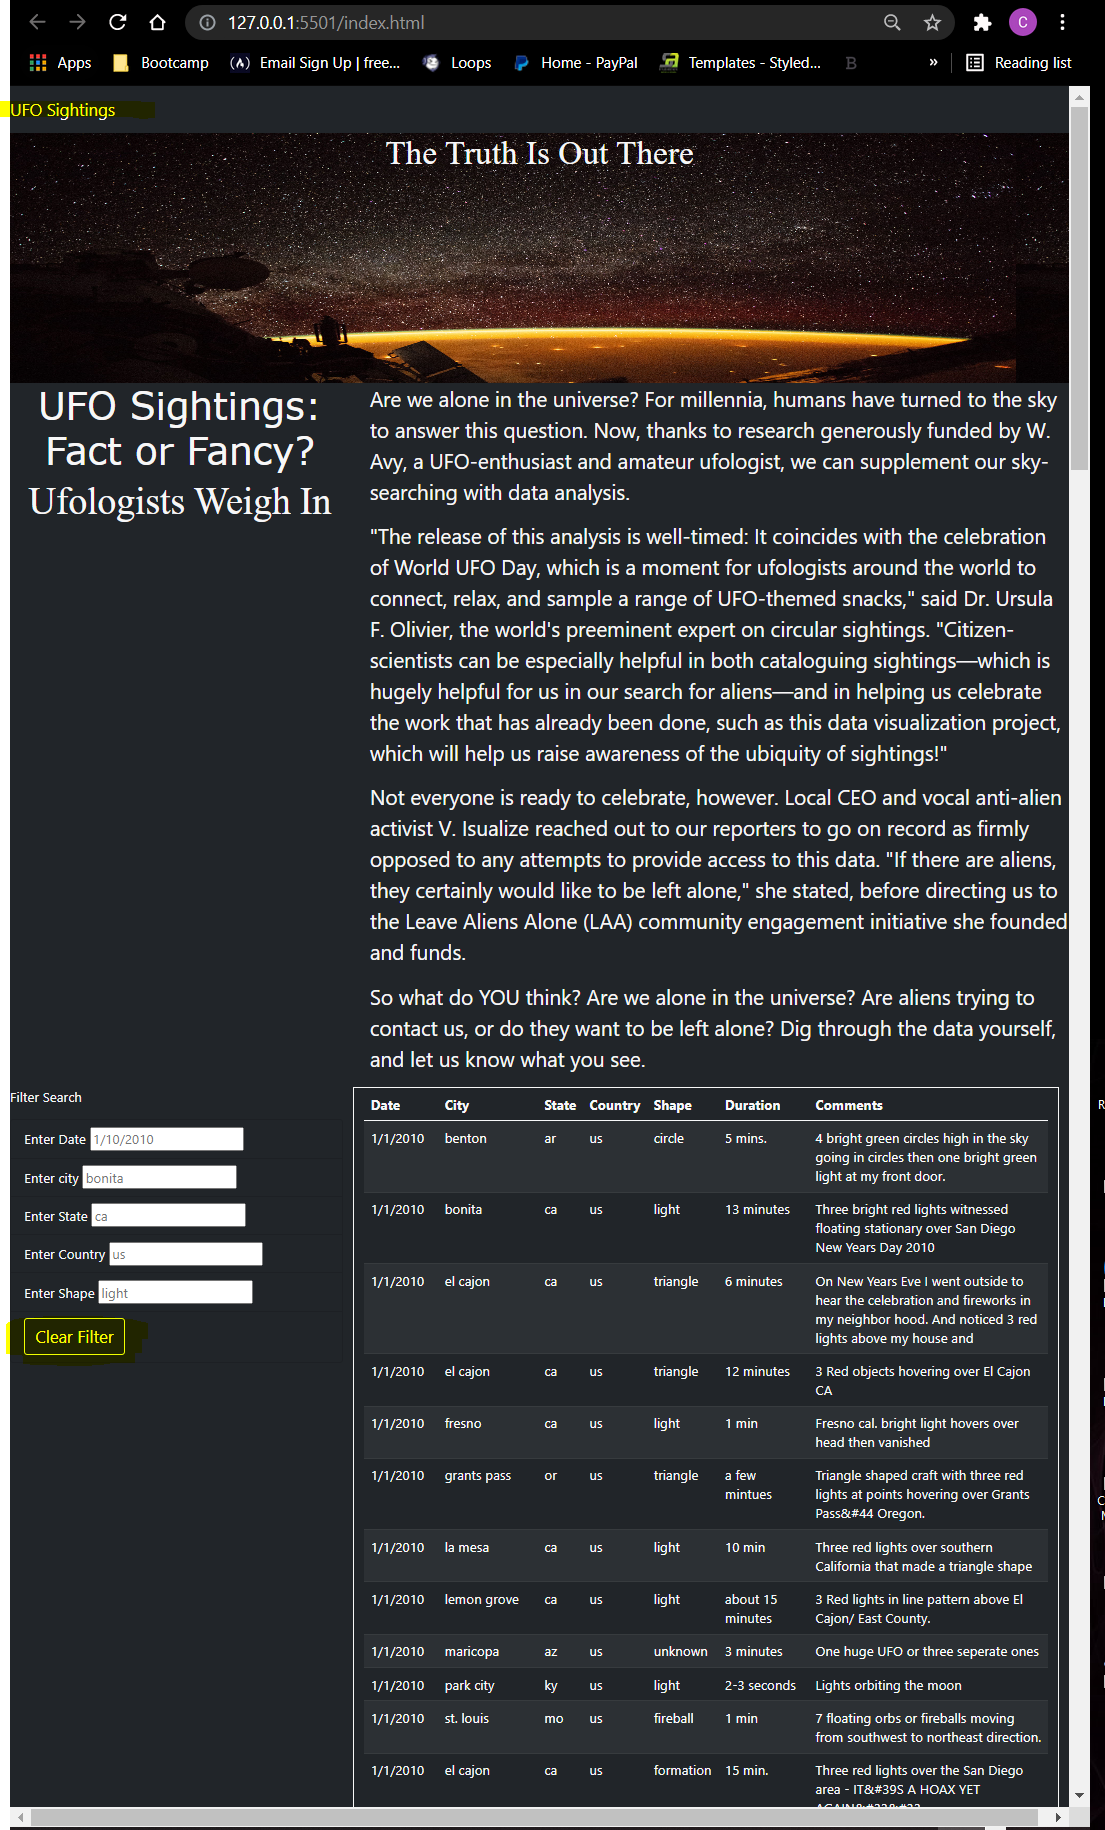 127.0.0.1:5501/index.html
C
Apps Bootcamp (A) Email Sign Up | free... Loops Home - PayPal Templates - Styled... B » Reading list
UFO Sightings
The Truth Is Out There
UFO Sightings:
Fact or Fancy?
Ufologists Weigh In
Are we alone in the universe? For millennia, humans have turned to the sky
to answer this question. Now, thanks to research generously funded by W.
Avy, a UFO-enthusiast and amateur ufologist, we can supplement our sky-
searching with data analysis.
"The release of this analysis is well-timed: It coincides with the celebration
of World UFO Day, which is a moment for ufologists around the world to
connect, relax, and sample a range of UFO-themed snacks," said Dr. Ursula
F. Olivier, the world's preeminent expert on circular sightings. "Citizen-
scientists can be especially helpful in both cataloguing sightings—which is
hugely helpful for us in our search for aliens—and in helping us celebrate
the work that has already been done, such as this data visualization project,
which will help us raise awareness of the ubiquity of sightings!"
Not everyone is ready to celebrate, however. Local CEO and vocal anti-alien
activist V. Isualize reached out to our reporters to go on record as firmly
opposed to any attempts to provide access to this data. "If there are aliens,
they certainly would like to be left alone," she stated, before directing us to
the Leave Aliens Alone (LAA) community engagement initiative she founded
and funds.
So what do YOU think? Are we alone in the universe? Are aliens trying to
contact us, or do they want to be left alone? Dig through the data yourself,
and let us know what you see.
Filter Search
Enter Date 1/10/2010
Enter city bonita
Enter State ca
Enter Country us
Enter Shape light
Clear Filter
Date City State Country Shape Duration Comments
1/1/2010 benton ar us circle 5 mins. 4 bright green circles high in the sky
going in circles then one bright green
light at my front door.
1/1/2010 bonita ca us light 13 minutes Three bright red lights witnessed
floating stationary over San Diego
New Years Day 2010
1/1/2010 el cajon ca us triangle 6 minutes On New Years Eve I went outside to
hear the celebration and fireworks in
my neighbor hood. And noticed 3 red
lights above my house and
1/1/2010 el cajon ca us triangle 12 minutes 3 Red objects hovering over El Cajon
CA
1/1/2010 fresno ca us light 1 min Fresno cal. bright light hovers over
head then vanished
1/1/2010 grants pass or us triangle a few Triangle shaped craft with three red
mintues lights at points hovering over Grants
Pass&#44 Oregon.
1/1/2010 la mesa ca us light 10 min Three red lights over southern
California that made a triangle shape
1/1/2010 lemon grove ca us light about 15 3 Red lights in line pattern above El
minutes Cajon/ East County.
1/1/2010 maricopa az us unknown 3 minutes One huge UFO or three seperate ones
1/1/2010 park city ky us light 2-3 seconds Lights orbiting the moon
1/1/2010 st. louis mo us fireball 1 min 7 floating orbs or fireballs moving
from southwest to northeast direction.
1/1/2010 el cajon ca us formation 15 min. Three red lights over the San Diego
area - IT&#39S A HOAX YET